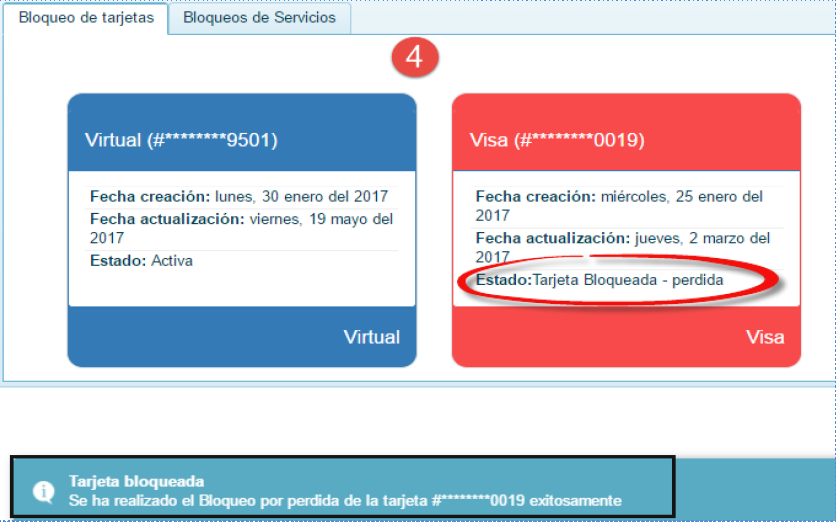 Bloqueo de tarjetas
Bloqueos de Servicios
4
Virtual (#********9501)
Fecha creación: lunes, 30 enero del 2017
Fecha actualización: viernes, 19 mayo del
2017
Estado: Activa
Virtual
Visa (#********0019)
Fecha creación: miércoles, 25 enero del
2017
Fecha actualización: jueves, 2 marzo del
2017
Estado:Tarjeta Bloqueada - perdida
Visa
Tarjeta bloqueada
Se ha realizado el Bloqueo por perdida de la tarjeta #********0019 exitosamente